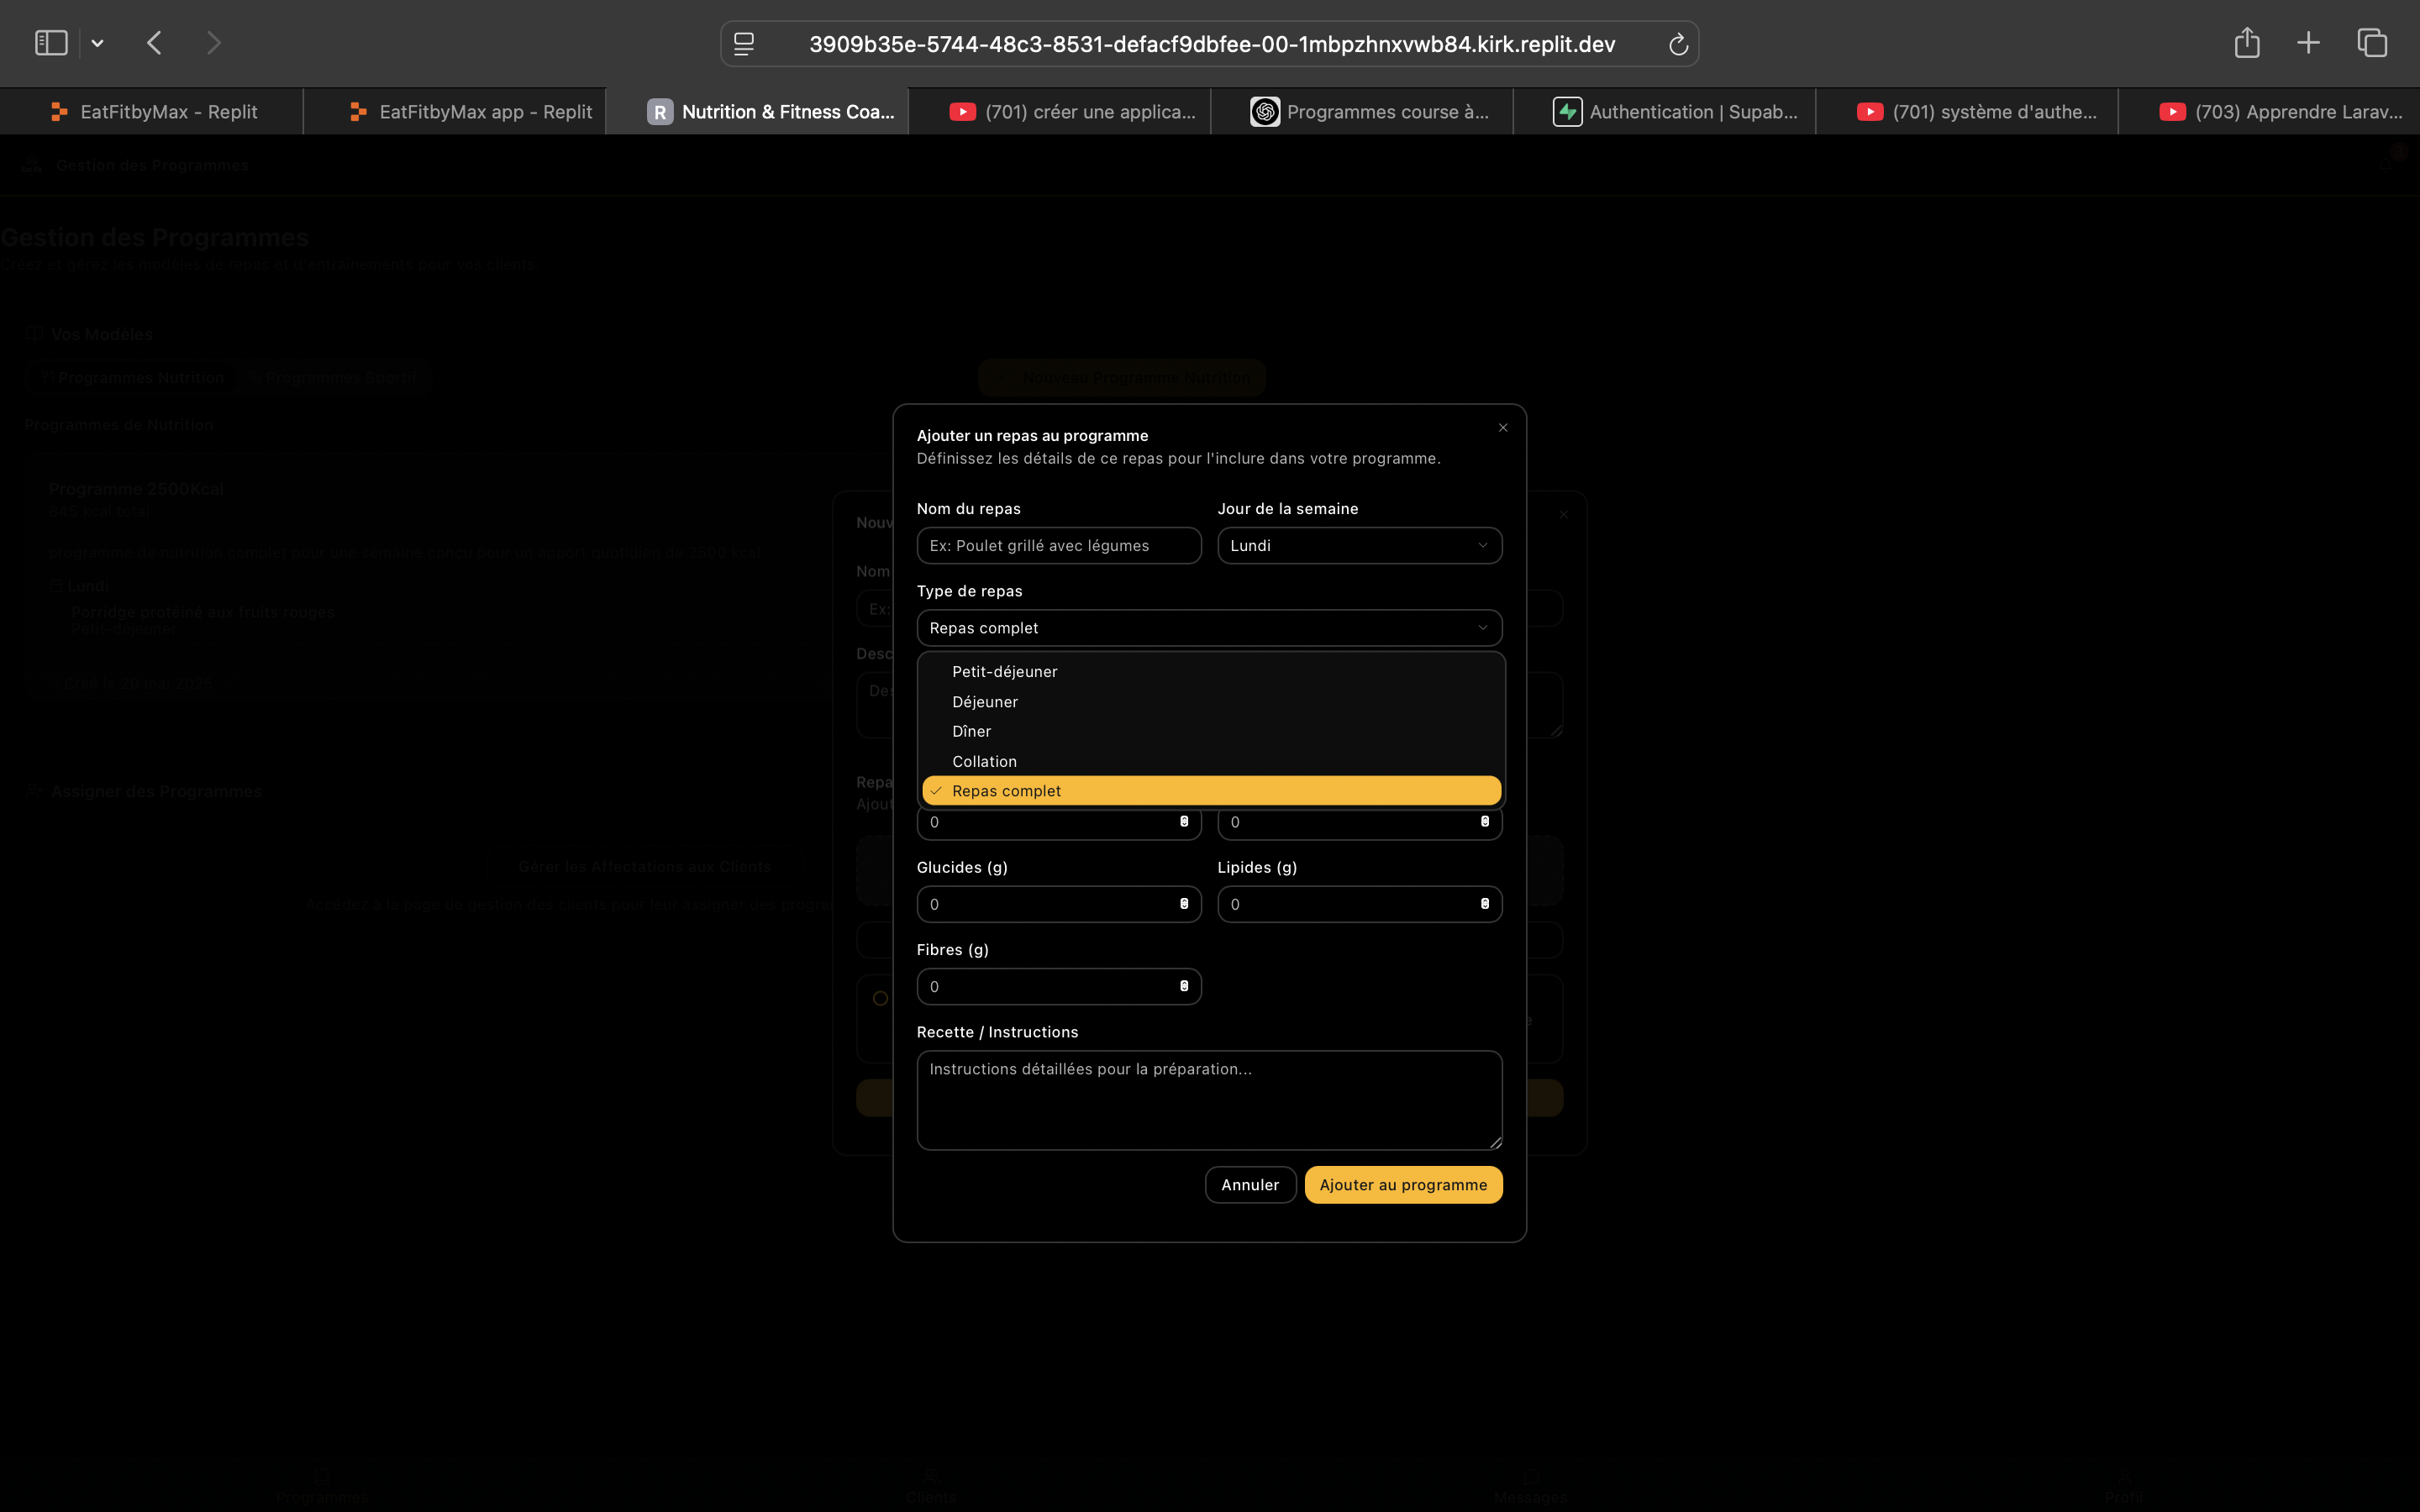 3909b35e-5744-48c3-8531-defacf9dbfee-00-1mbpzhnxvwb84.kirk.replit.dev
EatFitbyMax - Replit
EatFitbyMax app - Replit
R Nutrition & Fitness Coa...
(701) créer une applica...
Programmes course à...
Authentication | Supab...
(701) système d'authe...
(703) Apprendre Larav...
Gestion des Programmes
Gestion des Programmes
Créez et gérez les modèles de repas et d'entraînements pour vos clients
Vos Modèles
Programmes Nutrition
Programmes Sportif
Nouveau Programme Nutrition
Programmes de Nutrition
Programme 2500Kcal
845 kcal total
programme de nutrition complet pour une semaine conçu pour un apport quotidien de 2500 kcal
Lundi
Porridge protéiné aux fruits rouges
Petit-déjeuner
Créé le 20 mai 2025
Assigner des Programmes
Gérer les Affectations aux Clients
Accédez à la page de gestion des clients pour leur assigner des progra
Nouv
Nom
Ex:
Desc
Des
Repa
Ajout
Ajouter un repas au programme
Définissez les détails de ce repas pour l'inclure dans votre programme.
Nom du repas
Jour de la semaine
Ex: Poulet grillé avec légumes
Lundi
Type de repas
Repas complet
Petit-déjeuner
Déjeuner
Dîner
Collation
Repas complet
0
0
Glucides (g)
Lipides (g)
0
0
Fibres (g)
0
Recette / Instructions
Instructions détaillées pour la préparation...
Annuler
Ajouter au programme
Programmes
Clients
Messages
Profil